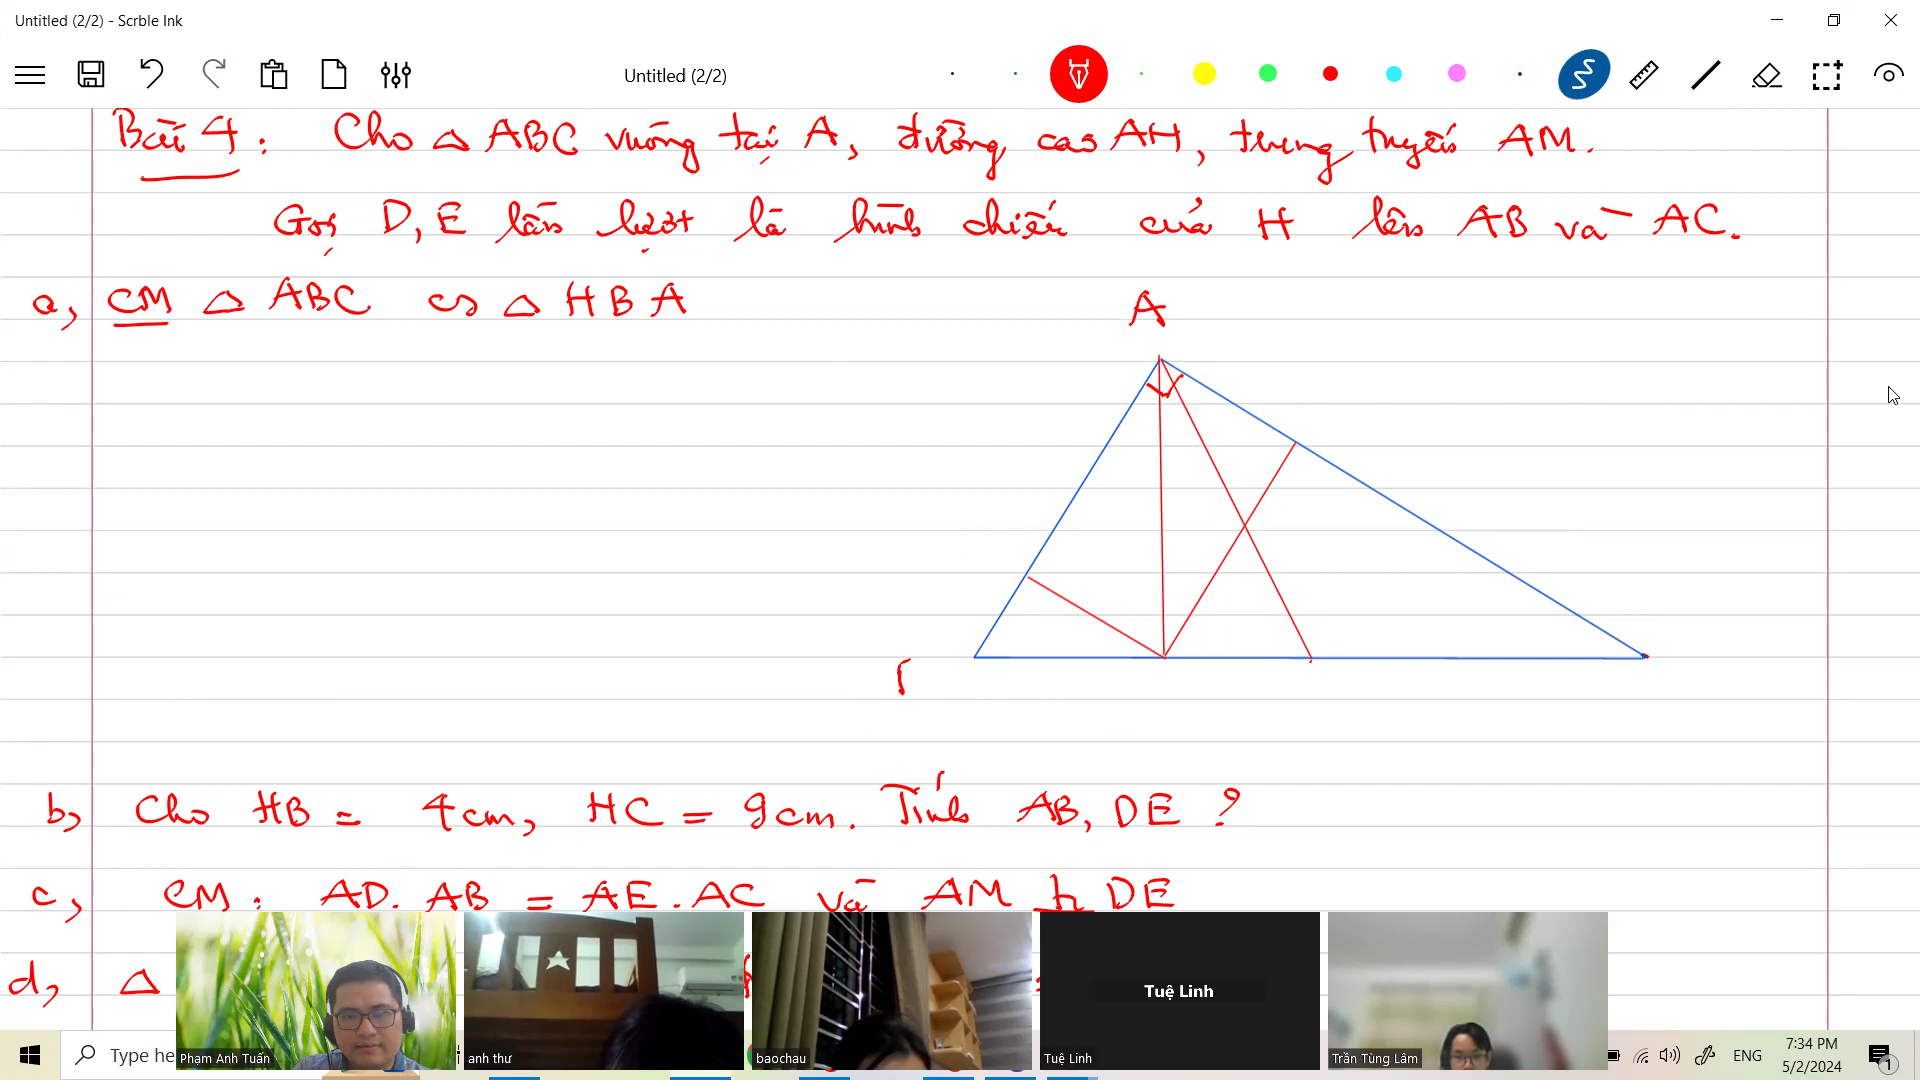 Untitled (2/2) - Scrble Ink
Untitled (2/2)
Bài 4: Cho △ ABC vuông tại A, đường cao AH, trung tuyến AM.
Gọi D, E lần lượt là hình chiếu của H lên AB và AC.
a, CM △ ABC ∽ △ HBA
A
b, Cho HB = 4cm, HC = 9cm. Tính AB, DE ?
c, CM: AD. AB = AE. AC và AM ⊥ DE
d, △
Tuệ Linh
Phạm Anh Tuấn
anh thư
baochau
Tuệ Linh
Trần Tùng Lâm
Type he
ENG
7:34 PM
5/2/2024
1